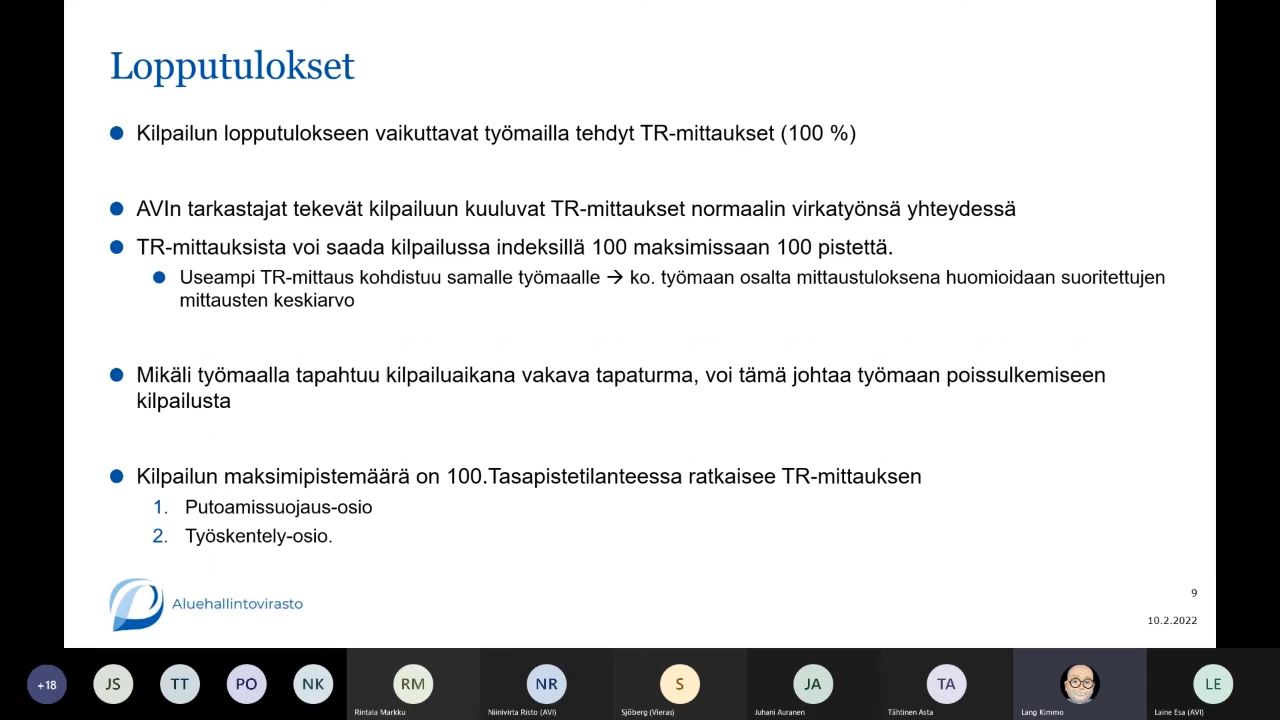 Lopputulokset
Kilpailun lopputulokseen vaikuttavat työmailla tehdyt TR-mittaukset (100 %)
AVIn tarkastajat tekevät kilpailuun kuuluvat TR-mittaukset normaalin virkatyönsä yhteydessä
TR-mittauksista voi saada kilpailussa indeksillä 100 maksimissaan 100 pistettä.
Useampi TR-mittaus kohdistuu samalle työmaalle → ko. työmaan osalta mittaustuloksena huomioidaan suoritettujen
mittausten keskiarvo
Mikäli työmaalla tapahtuu kilpailuaikana vakava tapaturma, voi tämä johtaa työmaan poissulkemiseen
kilpailusta
Kilpailun maksimipistemäärä on 100.Tasapistetilanteessa ratkaisee TR-mittauksen
1. Putoamissuojaus-osio
2. Työskentely-osio.
Aluehallintovirasto
9
10.2.2022
+18 JS TT PO NK RM NR S JA TA LE
Rintala Markku Niinivirta Risto (AVI) Sjöberg (Vieras) Juhani Auranen Tähtinen Asta Lang Kimmo Laine Esa (AVI)